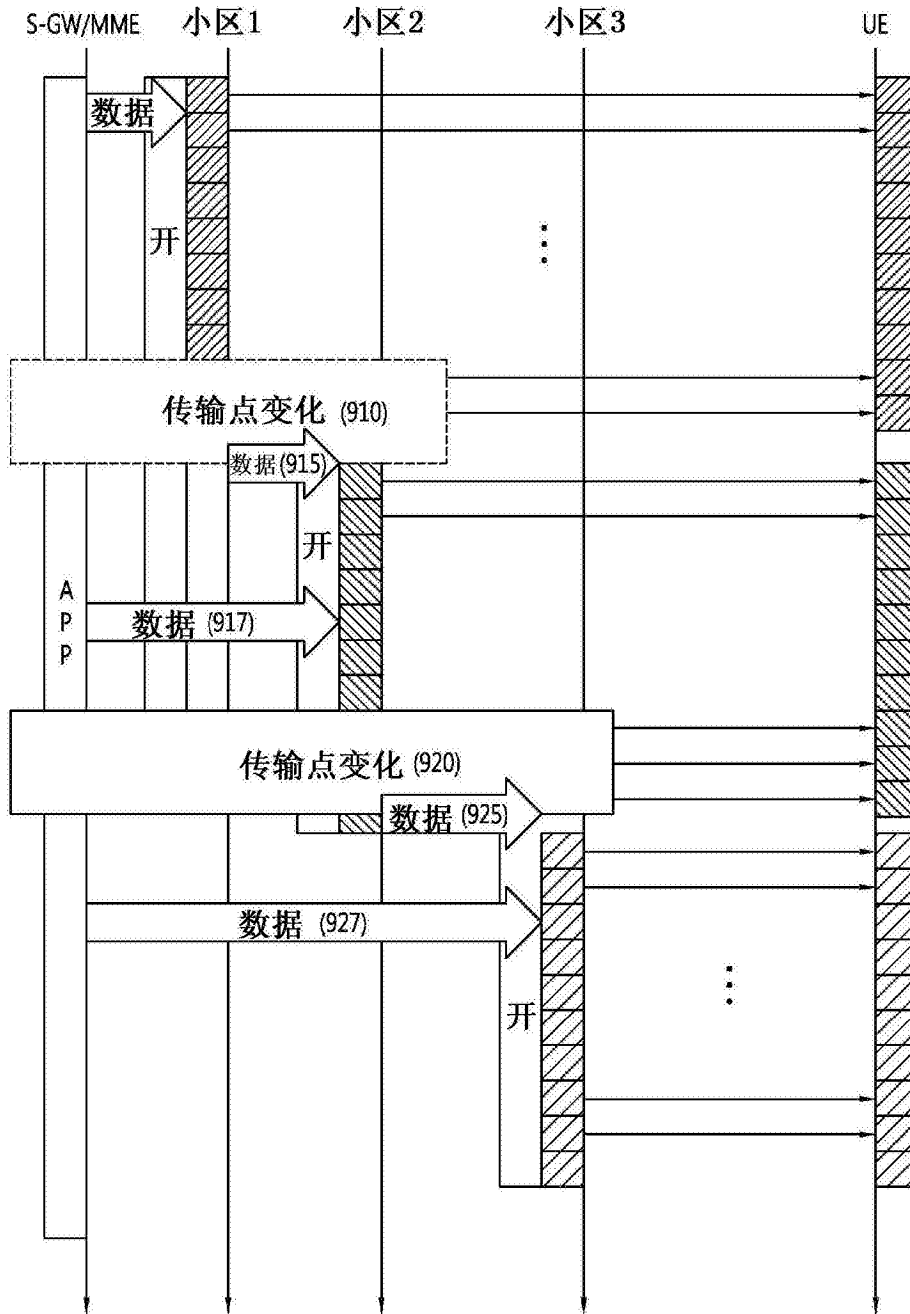 S-GW/MME 小区1 小区2 小区3 UE
数据
开
传输点变化 (910)
数据(915)
开
APP
数据 (917)
传输点变化 (920)
数据(925)
数据 (927)
开